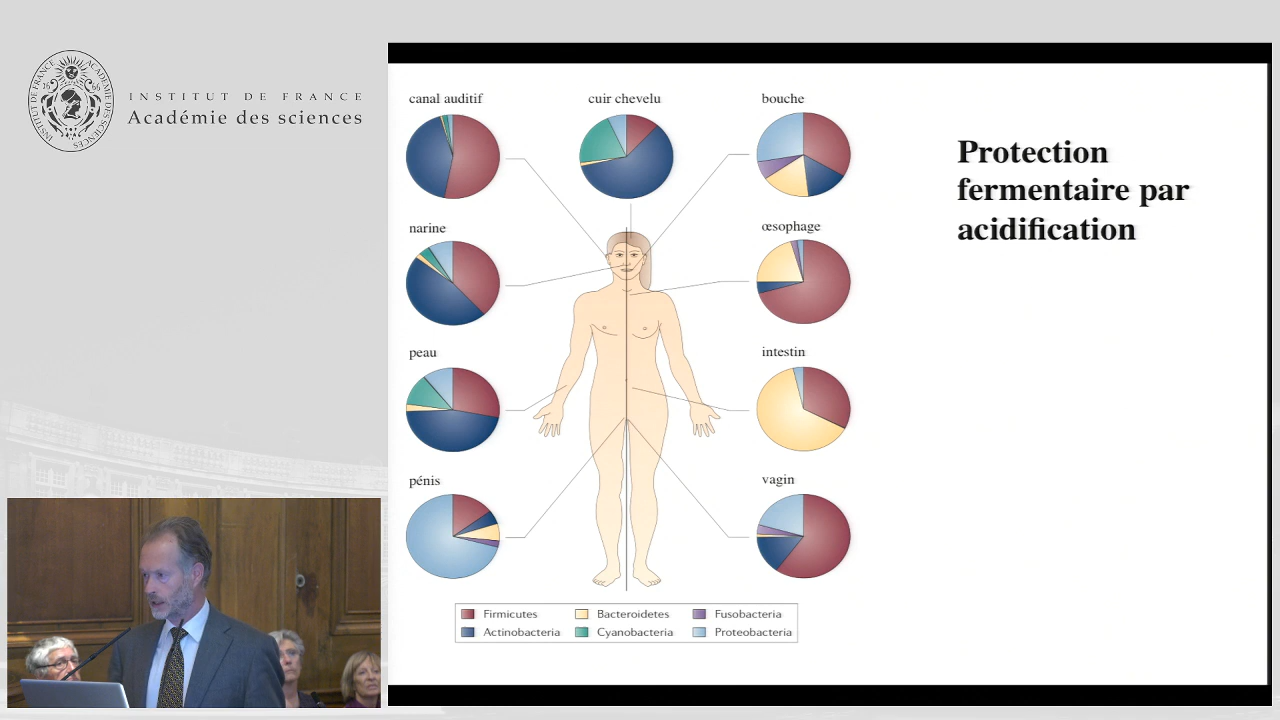 INSTITUT DE FRANCE
Académie des sciences
canal auditif
cuir chevelu
bouche
narine
œsophage
peau
intestin
pénis
vagin
Protection
fermentaire par
acidification
Firmicutes
Bacteroidetes
Fusobacteria
Actinobacteria
Cyanobacteria
Proteobacteria